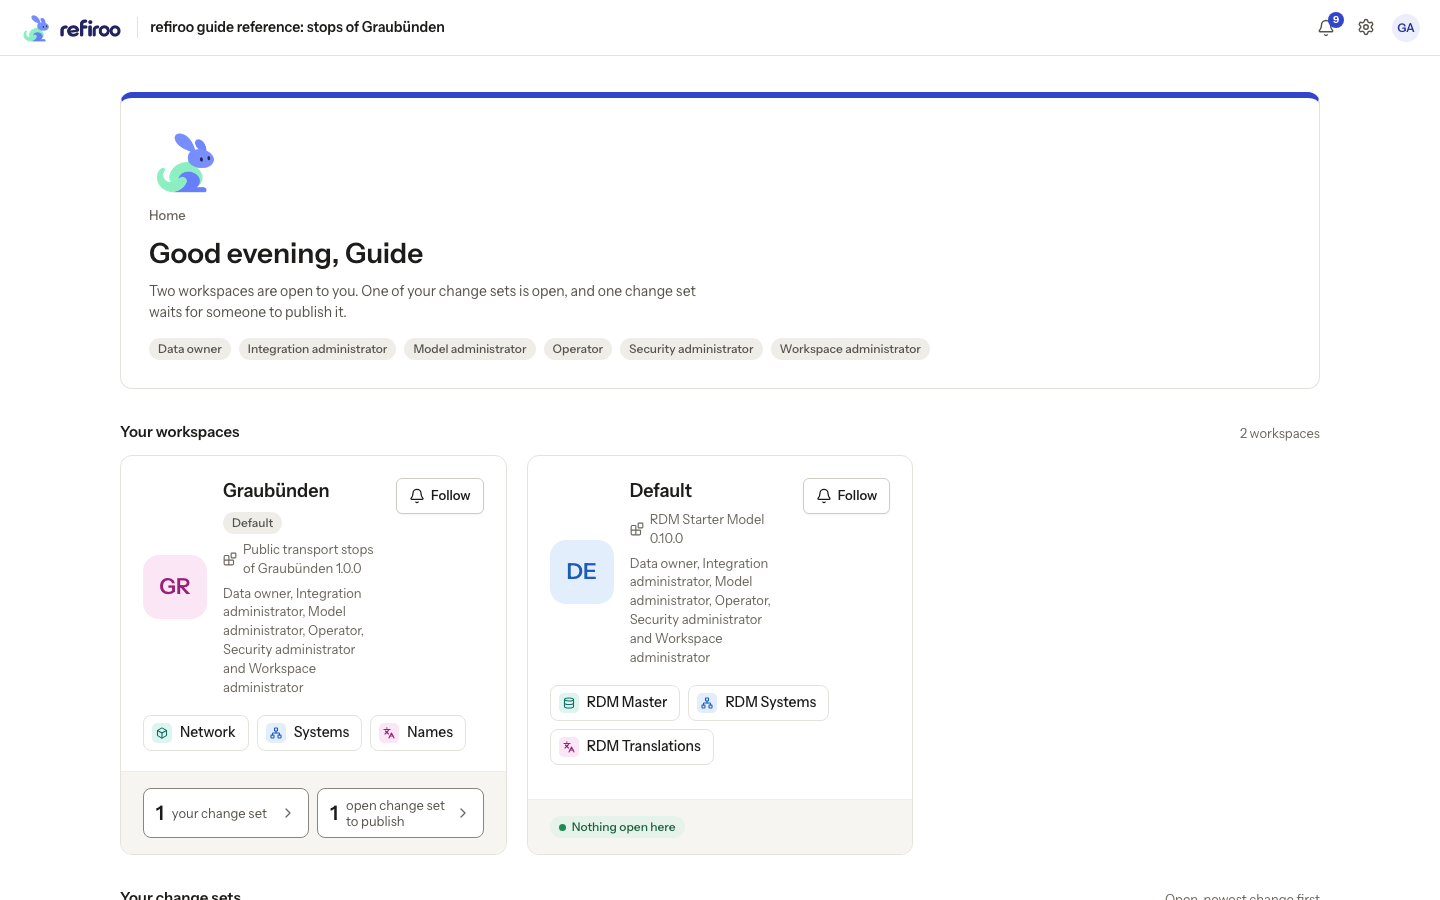 refiroo
refiroo guide reference: stops of Graubünden
9
GA
Home
Good evening, Guide
Two workspaces are open to you. One of your change sets is open, and one change set
waits for someone to publish it.
Data owner
Integration administrator
Model administrator
Operator
Security administrator
Workspace administrator
Your workspaces
2 workspaces
GR
Graubünden
Follow
Default
Public transport stops
of Graubünden 1.0.0
Data owner, Integration
administrator, Model
administrator, Operator,
Security administrator
and Workspace
administrator
Network
Systems
Names
1 your change set
1 open change set
to publish
DE
Default
Follow
RDM Starter Model
0.10.0
Data owner, Integration
administrator, Model
administrator, Operator,
Security administrator
and Workspace
administrator
RDM Master
RDM Systems
RDM Translations
Nothing open here
Your change sets
Open, newest change first